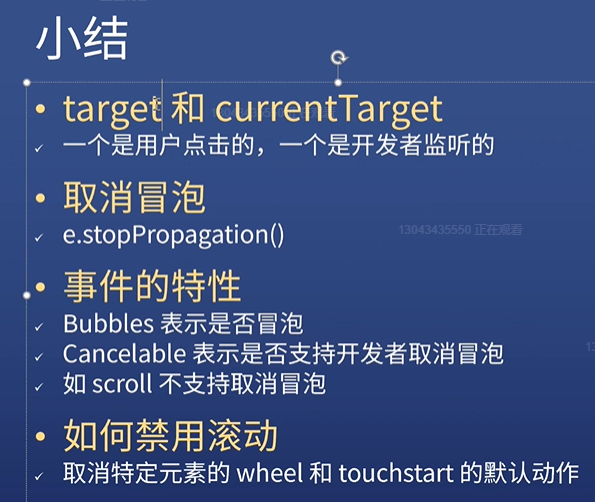 小结
target 和 currentTarget
一个是用户点击的，一个是开发者监听的
取消冒泡
e.stopPropagation()
13043435550 正在观看
事件的特性
Bubbles 表示是否冒泡
Cancelable 表示是否支持开发者取消冒泡
如 scroll 不支持取消冒泡
如何禁用滚动
取消特定元素的 wheel 和 touchstart 的默认动作